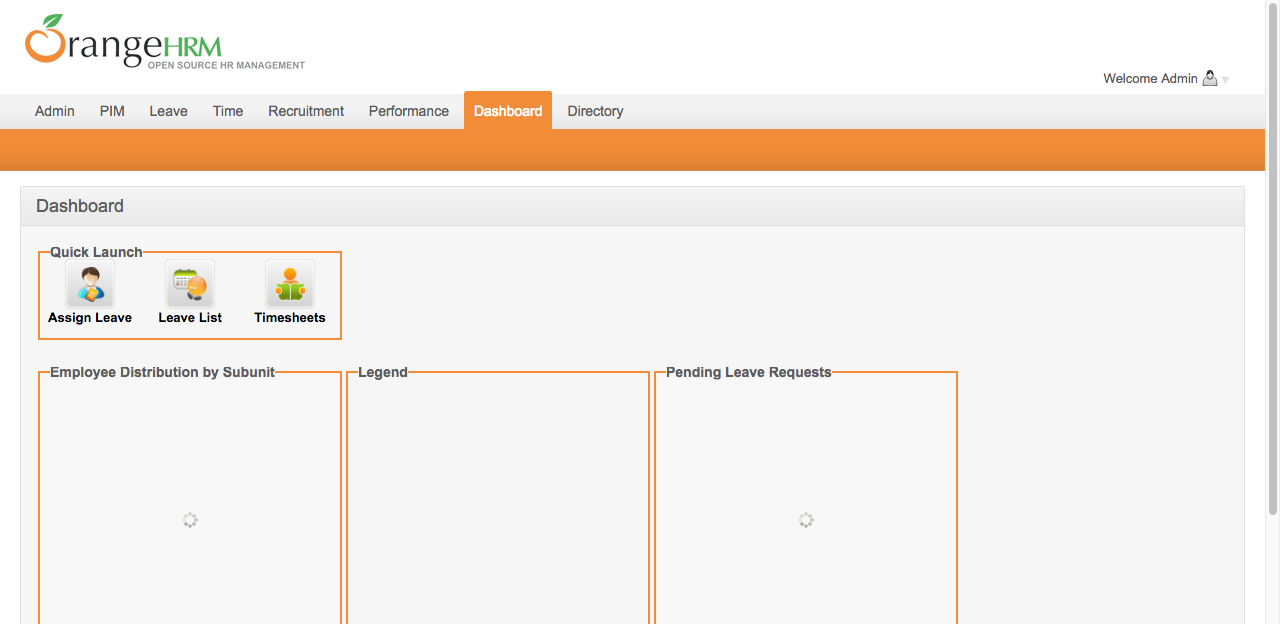 OrangeHRM
OPEN SOURCE HR MANAGEMENT
Welcome Admin
Admin PIM Leave Time Recruitment Performance Dashboard Directory
Dashboard
Quick Launch
Assign Leave Leave List Timesheets
Employee Distribution by Subunit Legend Pending Leave Requests